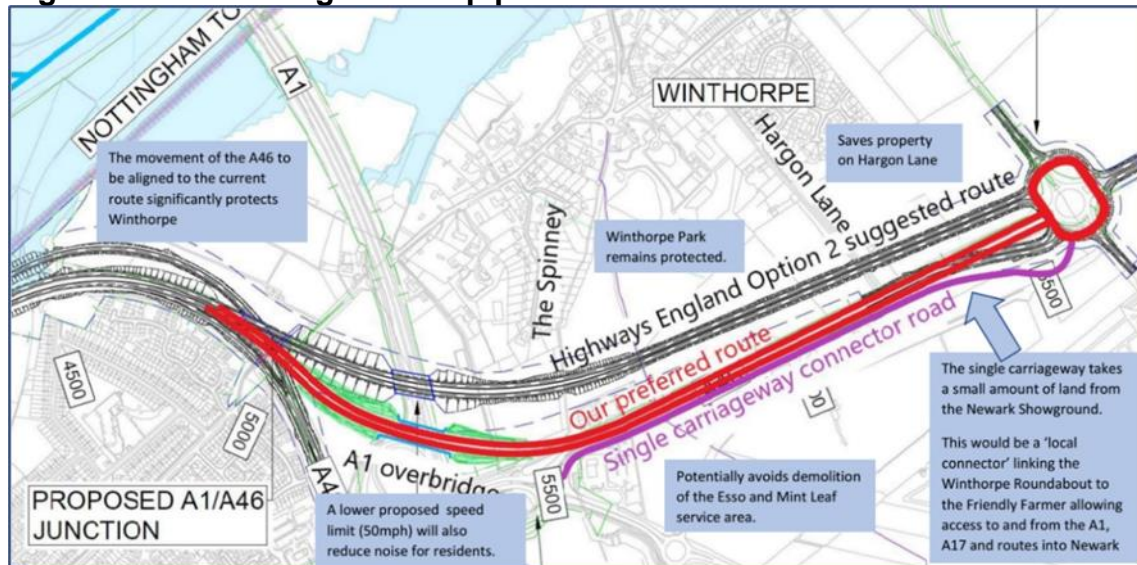 NOTTINGHAM TO
A1
WINTHORPE
Hargon Lane
The movement of the A46 to
be aligned to the current
route significantly protects
Winthorpe
Saves property
on Hargon Lane
The Spinney
Winthorpe Park
remains protected.
Highways England Option 2 suggested route
Our preferred route
Single carriageway connector road
4500
5000
5500
PROPOSED A1/A46
JUNCTION
A1 overbridge
A lower proposed speed
limit (50mph) will also
reduce noise for residents.
Potentially avoids demolition
of the Esso and Mint Leaf
service area.
The single carriageway takes
a small amount of land from
the Newark Showground.
This would be a 'local
connector' linking the
Winthorpe Roundabout to
the Friendly Farmer allowing
access to and from the A1,
A17 and routes into Newark